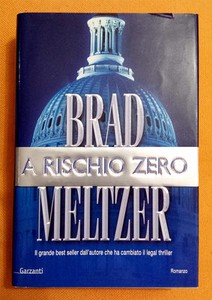 BRAD
A RISCHIO ZERO
MELTZER
Il grande best seller dall'autore che ha cambiato il legal thriller
Garzanti
Romanzo